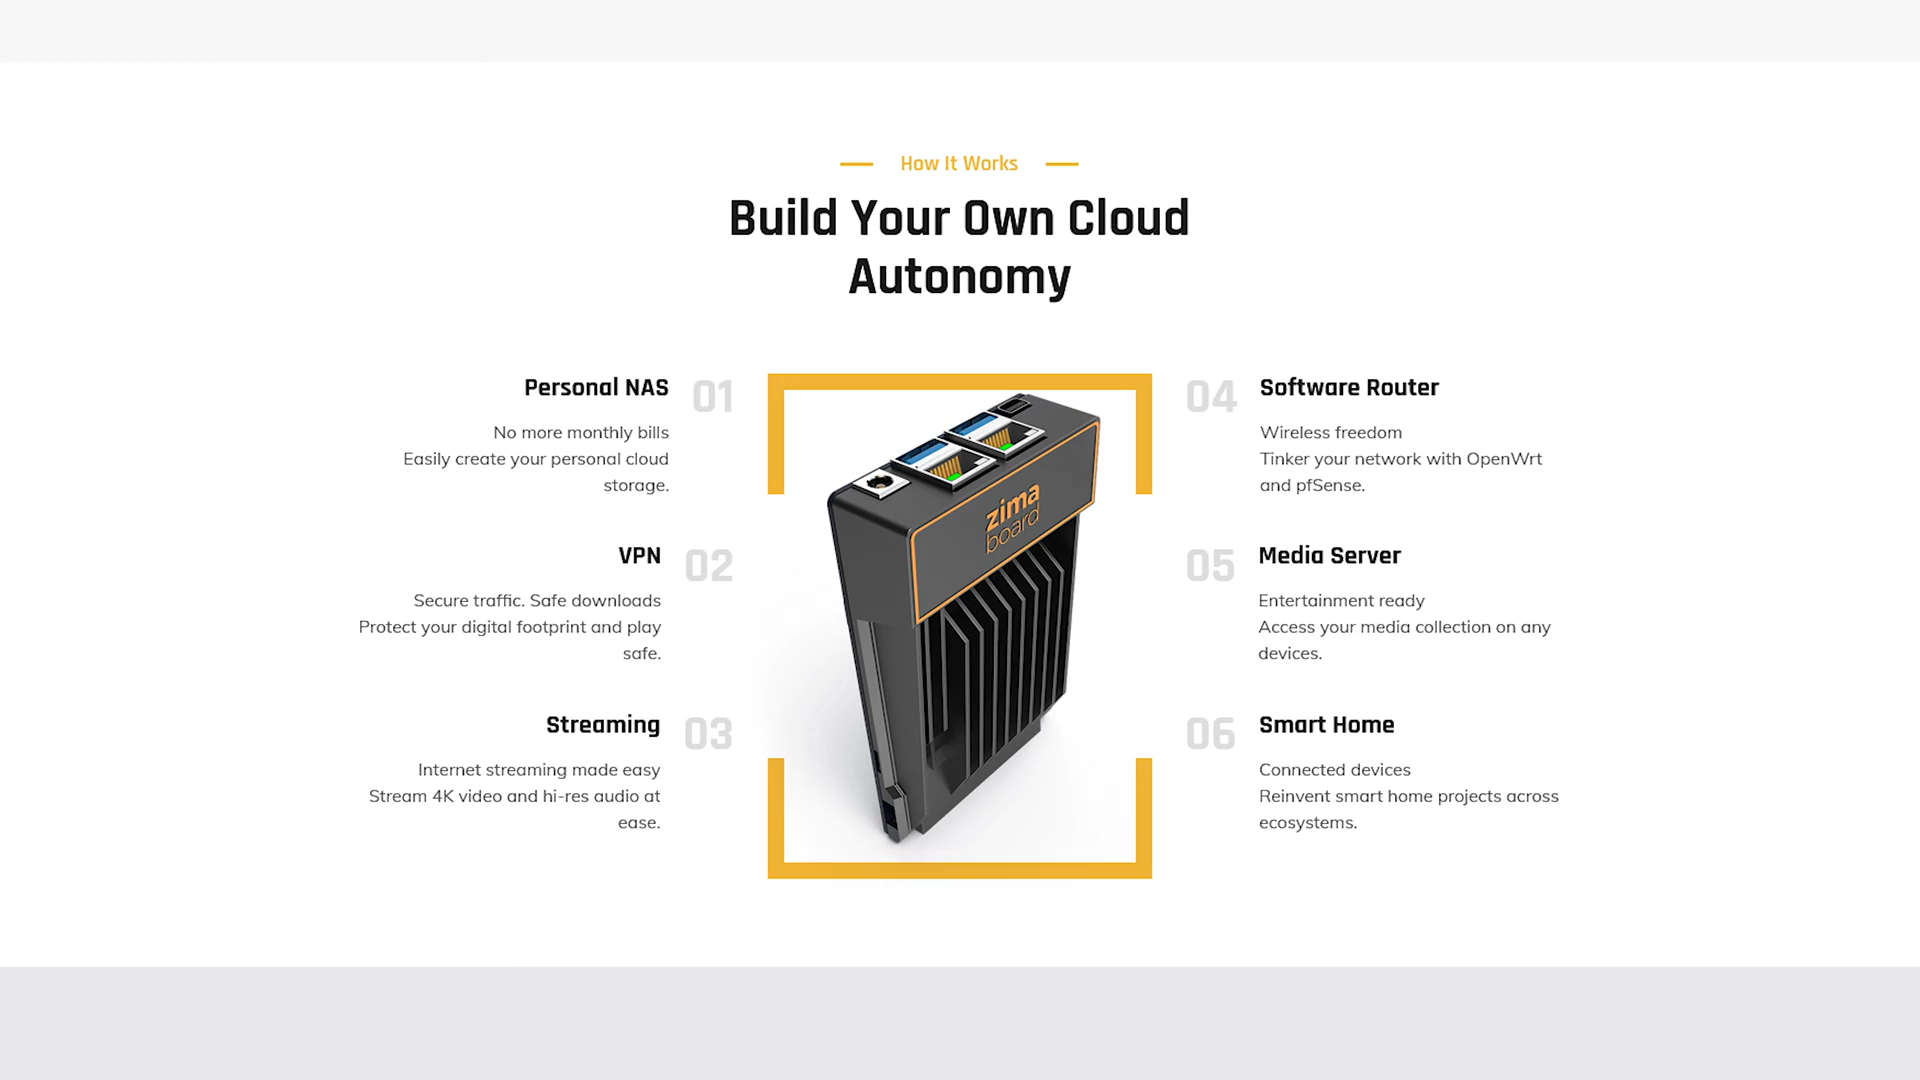 How It Works
Build Your Own Cloud
Autonomy
Personal NAS
01
No more monthly bills
Easily create your personal cloud
storage.
VPN
02
Secure traffic. Safe downloads
Protect your digital footprint and play
safe.
Streaming
03
Internet streaming made easy
Stream 4K video and hi-res audio at
ease.
zima
board
04
Software Router
Wireless freedom
Tinker your network with OpenWrt
and pfSense.
05
Media Server
Entertainment ready
Access your media collection on any
devices.
06
Smart Home
Connected devices
Reinvent smart home projects across
ecosystems.